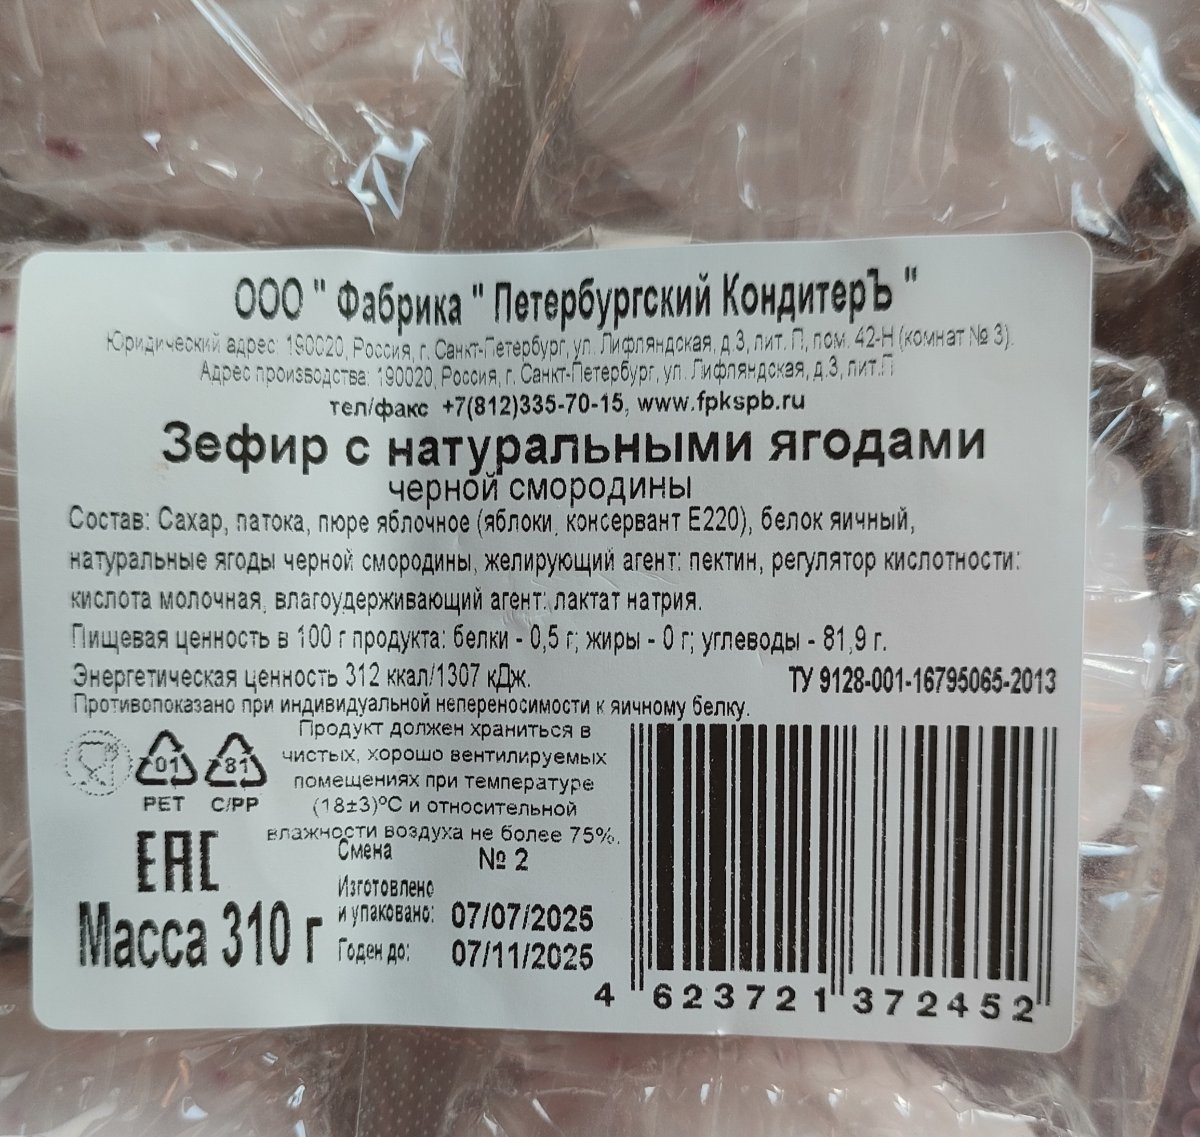 ООО " Фабрика " Петербургский КондитерЪ "
Юридический адрес: 190020, Россия, г. Санкт-Петербург, ул. Лифляндская, д.3, лит. П, пом. 42-Н (комнат № 3).
Адрес производства: 190020, Россия, г. Санкт-Петербург, ул. Лифляндская, д.3, лит.П
тел/факс +7(812)335-70-15, www.fpkspb.ru
Зефир с натуральными ягодами
черной смородины
Состав: Сахар, патока, пюре яблочное (яблоки, консервант Е220), белок яичный,
натуральные ягоды черной смородины, желирующий агент: пектин, регулятор кислотности:
кислота молочная, влагоудерживающий агент: лактат натрия.
Пищевая ценность в 100 г продукта: белки - 0,5 г; жиры - 0 г; углеводы - 81,9 г.
Энергетическая ценность 312 ккал/1307 кДж. ТУ 9128-001-16795065-2013
Противопоказано при индивидуальной непереносимости к яичному белку.
Продукт должен храниться в
чистых, хорошо вентилируемых
помещениях при температуре
(18±3)ºС и относительной
влажности воздуха не более 75%.
01 81
PET C/PP
EAC
Смена № 2
Изготовлено
и упаковано: 07/07/2025
Годен до: 07/11/2025
Масса 310 г
4 623721 372452